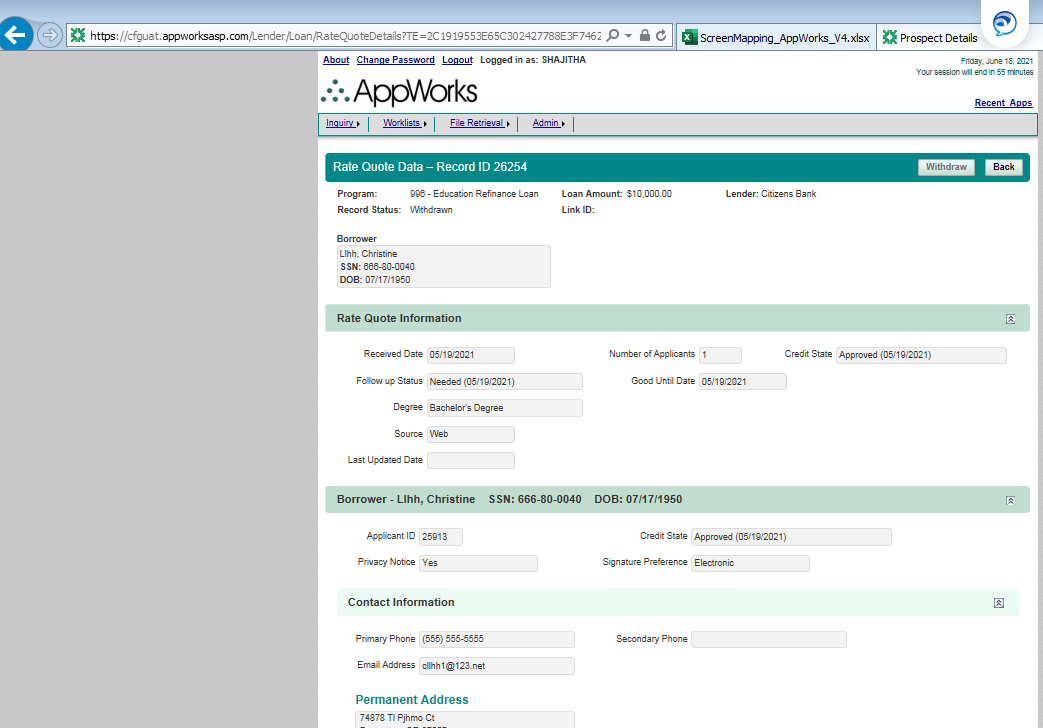 https://cfguat.appworksasp.com/Lender/Loan/RateQuoteDetails?TE=2C1919553E65C302427788E3F7462
ScreenMapping_AppWorks_V4.xlsx
Prospect Details
About Change Password Logout Logged in as: SHAJITHA
Friday, June 18, 2021
Your session will end in 55 minutes
AppWorks
Recent Apps
Inquiry Worklists File Retrieval Admin
Rate Quote Data – Record ID 26254 Withdraw Back
Program: 996 - Education Refinance Loan Loan Amount: $10,000.00 Lender: Citizens Bank
Record Status: Withdrawn Link ID:
Borrower
Llhh, Christine
SSN: 666-80-0040
DOB: 07/17/1950
Rate Quote Information
Received Date 05/19/2021 Number of Applicants 1 Credit State Approved (05/19/2021)
Follow up Status Needed (05/19/2021) Good Until Date 05/19/2021
Degree Bachelor's Degree
Source Web
Last Updated Date
Borrower - Llhh, Christine SSN: 666-80-0040 DOB: 07/17/1950
Applicant ID 25913 Credit State Approved (05/19/2021)
Privacy Notice Yes Signature Preference Electronic
Contact Information
Primary Phone (555) 555-5555 Secondary Phone
Email Address cllhh1@123.net
Permanent Address
74878 Tl Pjhmo Ct